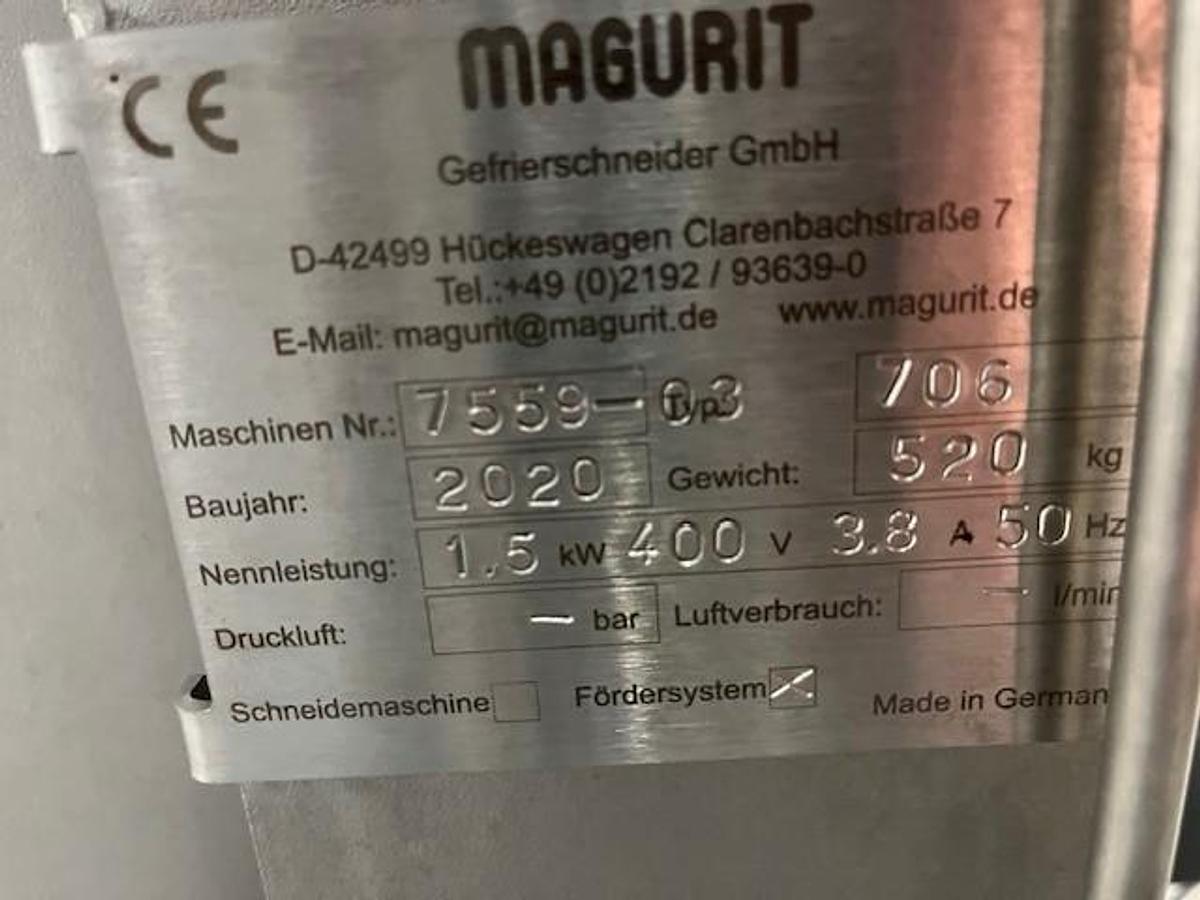 CE MAGURIT
Gefrierschneider GmbH
D-42499 Hückeswagen Clarenbachstraße 7
Tel.:+49 (0)2192 / 93639-0
E-Mail: magurit@magurit.de www.magurit.de
Maschinen Nr.: 7559-03 Typ: 706
Baujahr: 2020 Gewicht: 520 kg
Nennleistung: 1.5 kW 400 V 3.8 A 50 Hz
Druckluft: — bar Luftverbrauch: — l/min
Schneidemaschine Fördersystem X Made in German